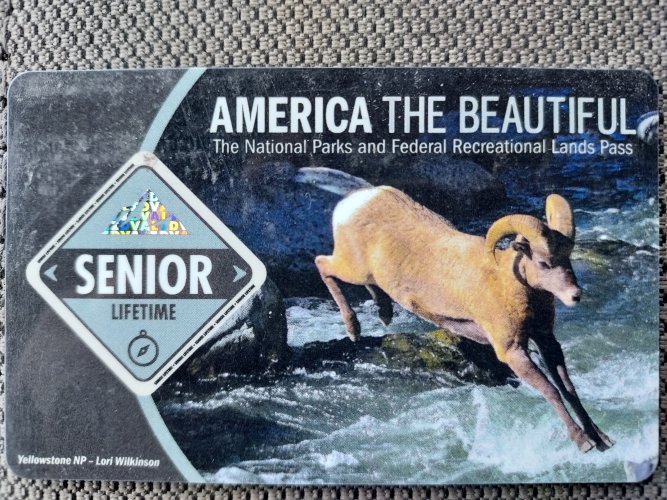 AMERICA THE BEAUTIFUL
The National Parks and Federal Recreational Lands Pass
SENIOR
LIFETIME
Yellowstone NP – Lori Wilkinson